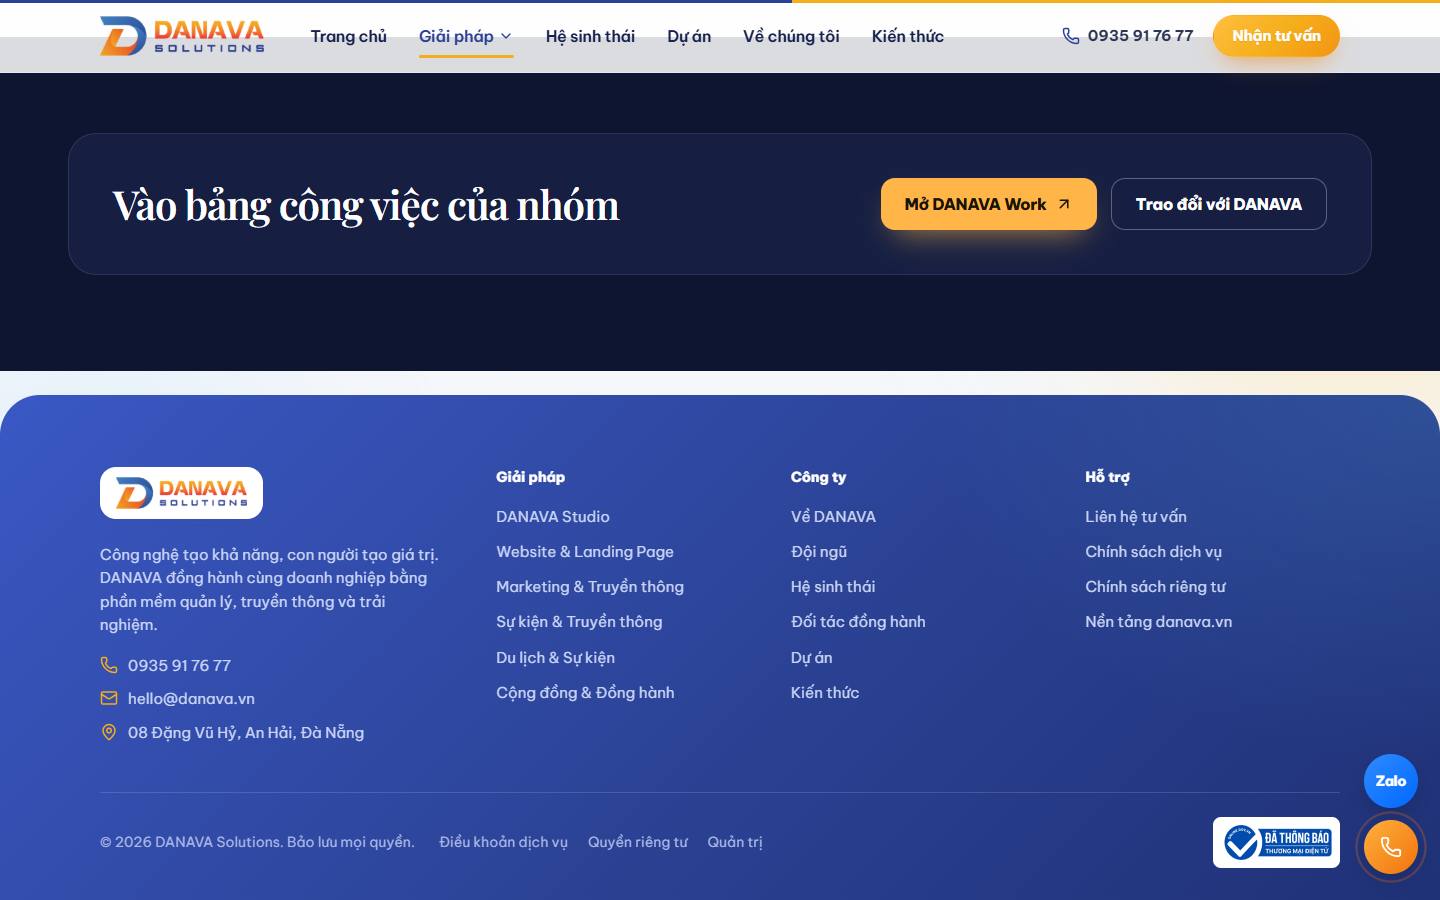 DANAVA
SOLUTIONS
Trang chủ
Giải pháp
Hệ sinh thái
Dự án
Về chúng tôi
Kiến thức
0935 91 76 77
Nhận tư vấn
Vào bảng công việc của nhóm
Mở DANAVA Work
Trao đổi với DANAVA
DANAVA
SOLUTIONS
Công nghệ tạo khả năng, con người tạo giá trị.
DANAVA đồng hành cùng doanh nghiệp bằng
phần mềm quản lý, truyền thông và trải
nghiệm.
0935 91 76 77
hello@danava.vn
08 Đặng Vũ Hỷ, An Hải, Đà Nẵng
Giải pháp
DANAVA Studio
Website & Landing Page
Marketing & Truyền thông
Sự kiện & Truyền thông
Du lịch & Sự kiện
Cộng đồng & Đồng hành
Công ty
Về DANAVA
Đội ngũ
Hệ sinh thái
Đối tác đồng hành
Dự án
Kiến thức
Hỗ trợ
Liên hệ tư vấn
Chính sách dịch vụ
Chính sách riêng tư
Nền tảng danava.vn
© 2026 DANAVA Solutions. Bảo lưu mọi quyền.
Điều khoản dịch vụ
Quyền riêng tư
Quản trị
ĐÃ THÔNG BÁO
THƯƠNG MẠI ĐIỆN TỬ
Zalo